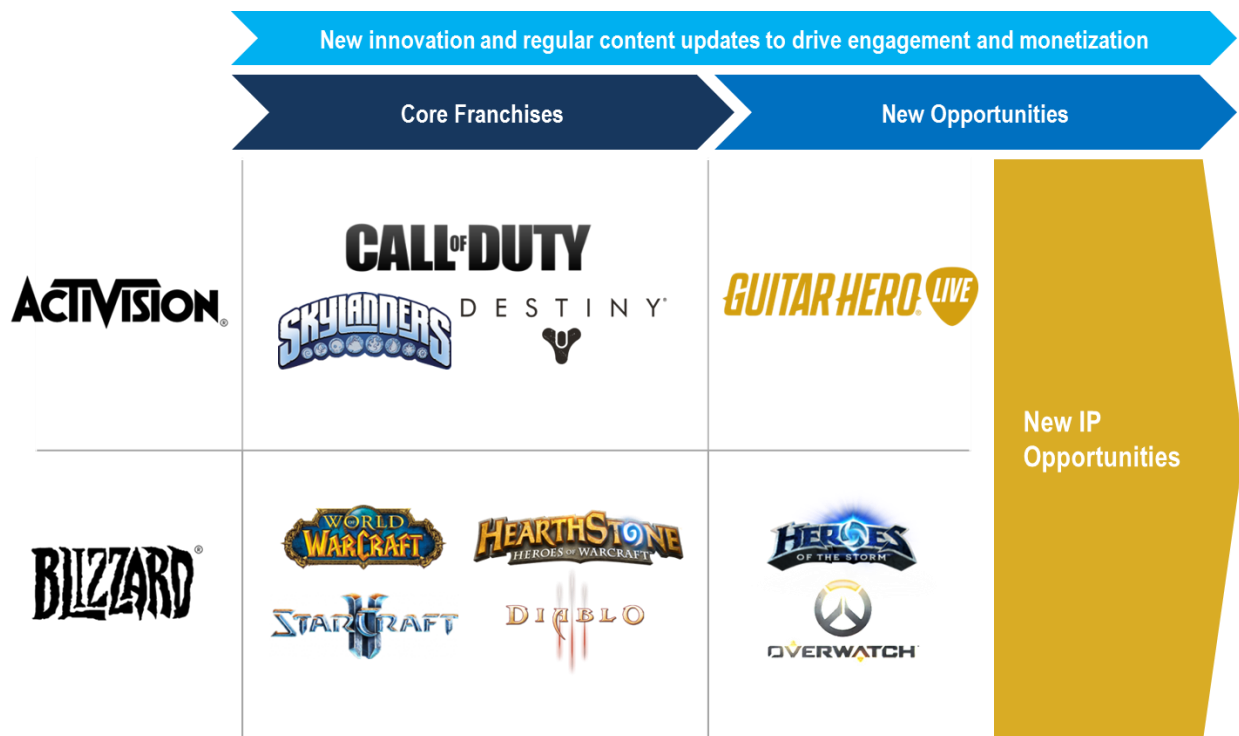 New innovation and regular content updates to drive engagement and monetization
Core Franchises
New Opportunities
ACTIVISION®
CALL OF DUTY
SKYLANDERS
DESTINY
GUITAR HERO® LIVE
New IP
Opportunities
BLIZZARD®
WORLD
OF
WARCRAFT
HEARTHSTONE
HEROES OF WARCRAFT
STARCRAFT II
DIABLO III
HEROES
OF THE STORM
OVERWATCH